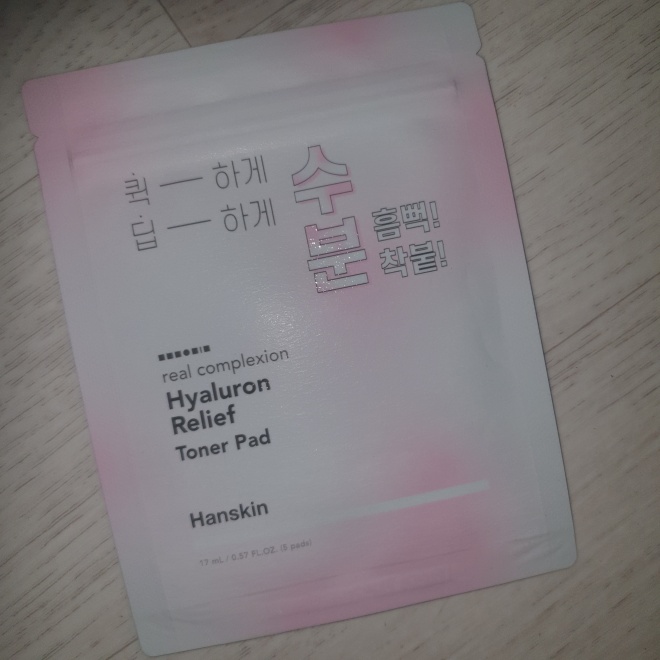 퀵 — 하게
딥 — 하게
수분
흠뻑!
착붙!
real complexion
Hyaluron
Relief
Toner Pad
Hanskin
17 mL / 0.57 FL.OZ. (5 pads)